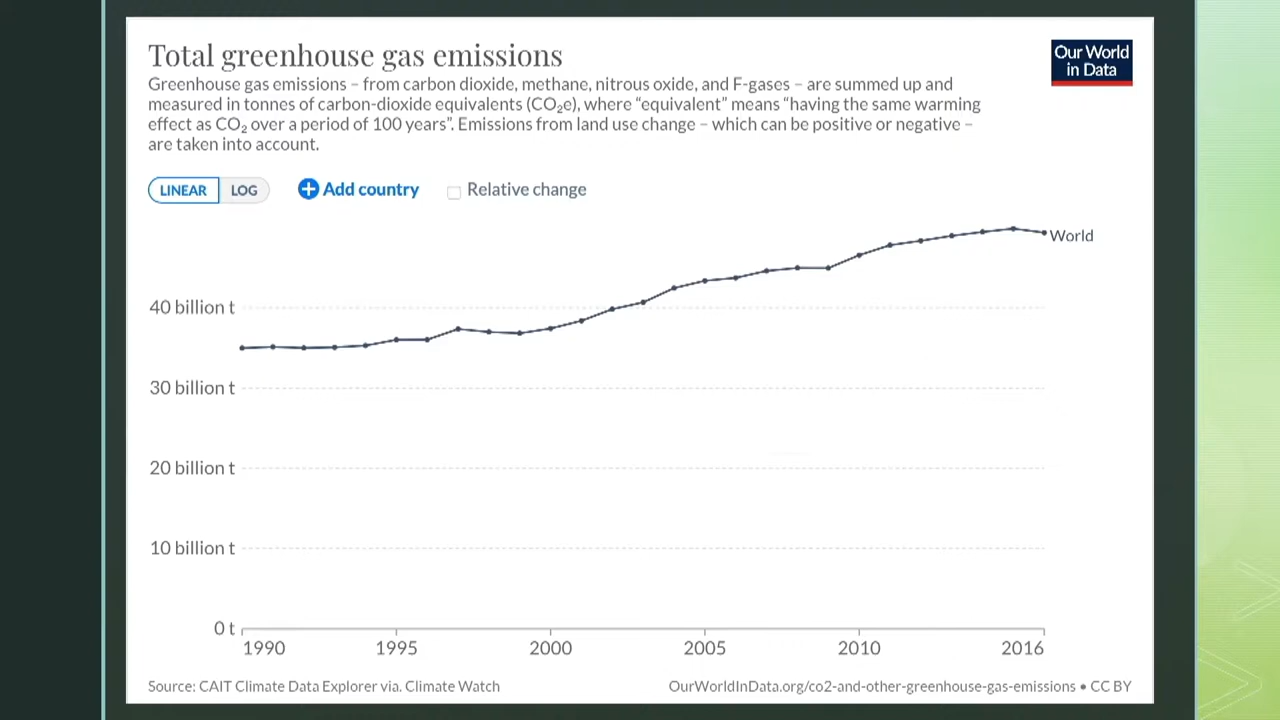 Total greenhouse gas emissions
Our World
in Data
Greenhouse gas emissions – from carbon dioxide, methane, nitrous oxide, and F-gases – are summed up and
measured in tonnes of carbon-dioxide equivalents (CO₂e), where “equivalent” means “having the same warming
effect as CO₂ over a period of 100 years”. Emissions from land use change – which can be positive or negative –
are taken into account.
LINEAR LOG Add country Relative change
World
40 billion t
30 billion t
20 billion t
10 billion t
0 t
1990 1995 2000 2005 2010 2016
Source: CAIT Climate Data Explorer via. Climate Watch
OurWorldInData.org/co2-and-other-greenhouse-gas-emissions • CC BY